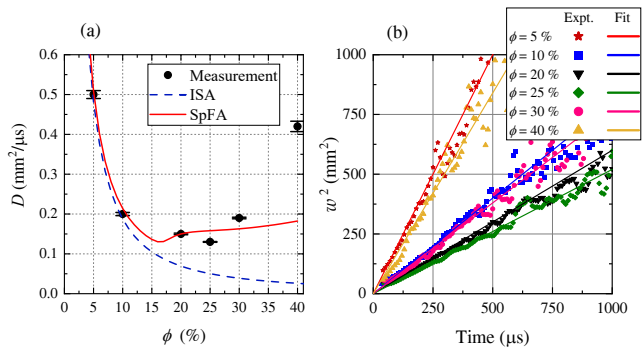 (a)
D (mm²/μs)
0.6
0.5
0.4
0.3
0.2
0.1
0.0
Measurement
ISA
SpFA
0 5 10 15 20 25 30 35 40
ϕ (%)
(b)
w² (mm²)
1000
750
500
250
0 250 500 750 1000
Time (μs)
Expt. Fit
ϕ = 5 %
ϕ = 10 %
ϕ = 20 %
ϕ = 25 %
ϕ = 30 %
ϕ = 40 %